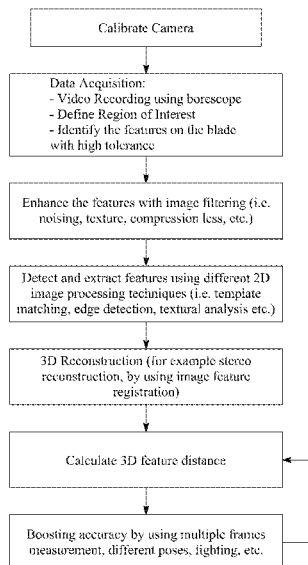 Calibrate Camera
Data Acquisition:
- Video Recording using borescope
- Define Region of Interest
- Identify the features on the blade
with high tolerance
Enhance the features with image filtering (i.e.
noising, texture, compression less, etc.)
Detect and extract features using different 2D
image processing techniques (i.e. template
matching, edge detection, textural analysis etc.)
3D Reconstruction (for example stereo
reconstruction, by using image feature
registration)
Calculate 3D feature distance
Boosting accuracy by using multiple frames
measurement, different poses, lighting, etc.